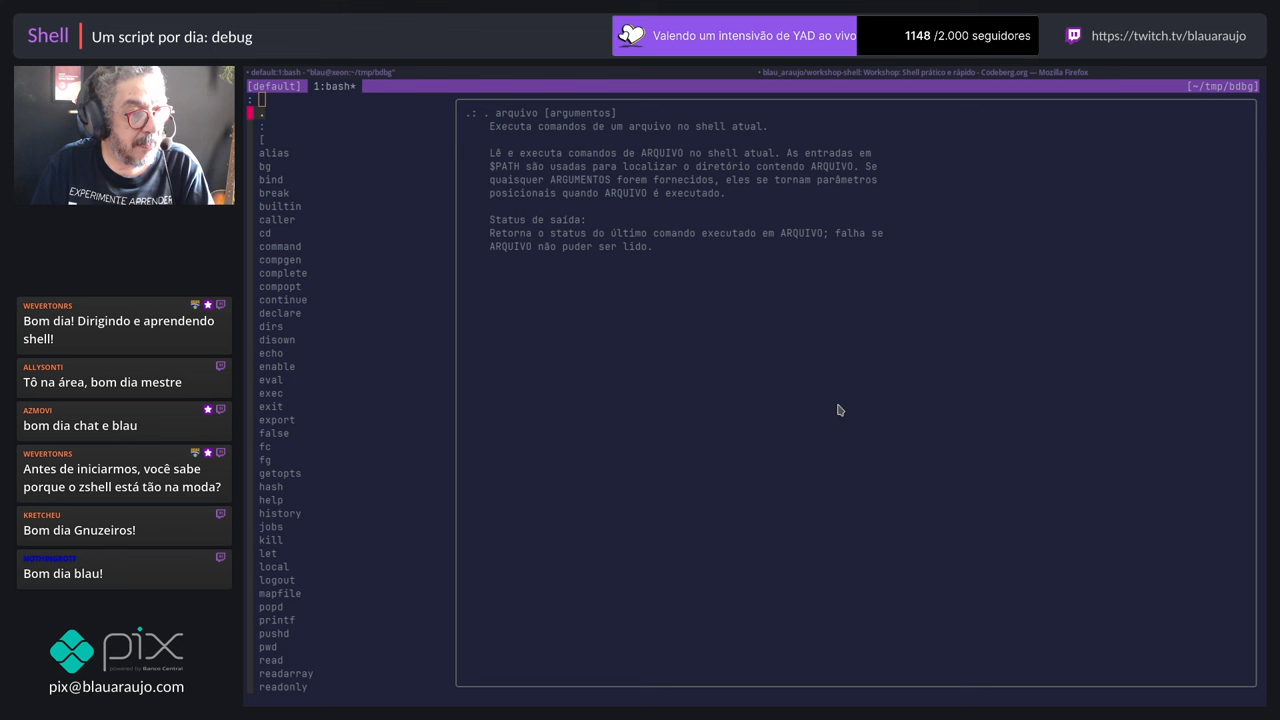 Shell
Um script por dia: debug
Valendo um intensivão de YAD ao vivo
1148 /2.000 seguidores
https://twitch.tv/blauaraujo
• default:1:bash - "blau@xeon:~/tmp/bdbg"
• blau_araujo/workshop-shell: Workshop: Shell prático e rápido - Codeberg.org — Mozilla Firefox
[default] 1:bash*
[~/tmp/bdbg]
:
.
:
[
alias
bg
bind
break
builtin
caller
cd
command
compgen
complete
compopt
continue
declare
dirs
disown
echo
enable
eval
exec
exit
export
false
fc
fg
getopts
hash
help
history
jobs
kill
let
local
logout
mapfile
popd
printf
pushd
pwd
read
readarray
readonly
.: . arquivo [argumentos]
Executa comandos de um arquivo no shell atual.
Lê e executa comandos de ARQUIVO no shell atual. As entradas em
$PATH são usadas para localizar o diretório contendo ARQUIVO. Se
quaisquer ARGUMENTOS forem fornecidos, eles se tornam parâmetros
posicionais quando ARQUIVO é executado.
Status de saída:
Retorna o status do último comando executado em ARQUIVO; falha se
ARQUIVO não puder ser lido.
EXPERIMENTE APRENDER
WEVERTONRS
Bom dia! Dirigindo e aprendendo
shell!
ALLYSONTI
Tô na área, bom dia mestre
AZMOVI
bom dia chat e blau
WEVERTONRS
Antes de iniciarmos, você sabe
porque o zshell está tão na moda?
KRETCHEU
Bom dia Gnuzeiros!
Bom dia blau!
pix
powered by Banco Central
pix@blauaraujo.com